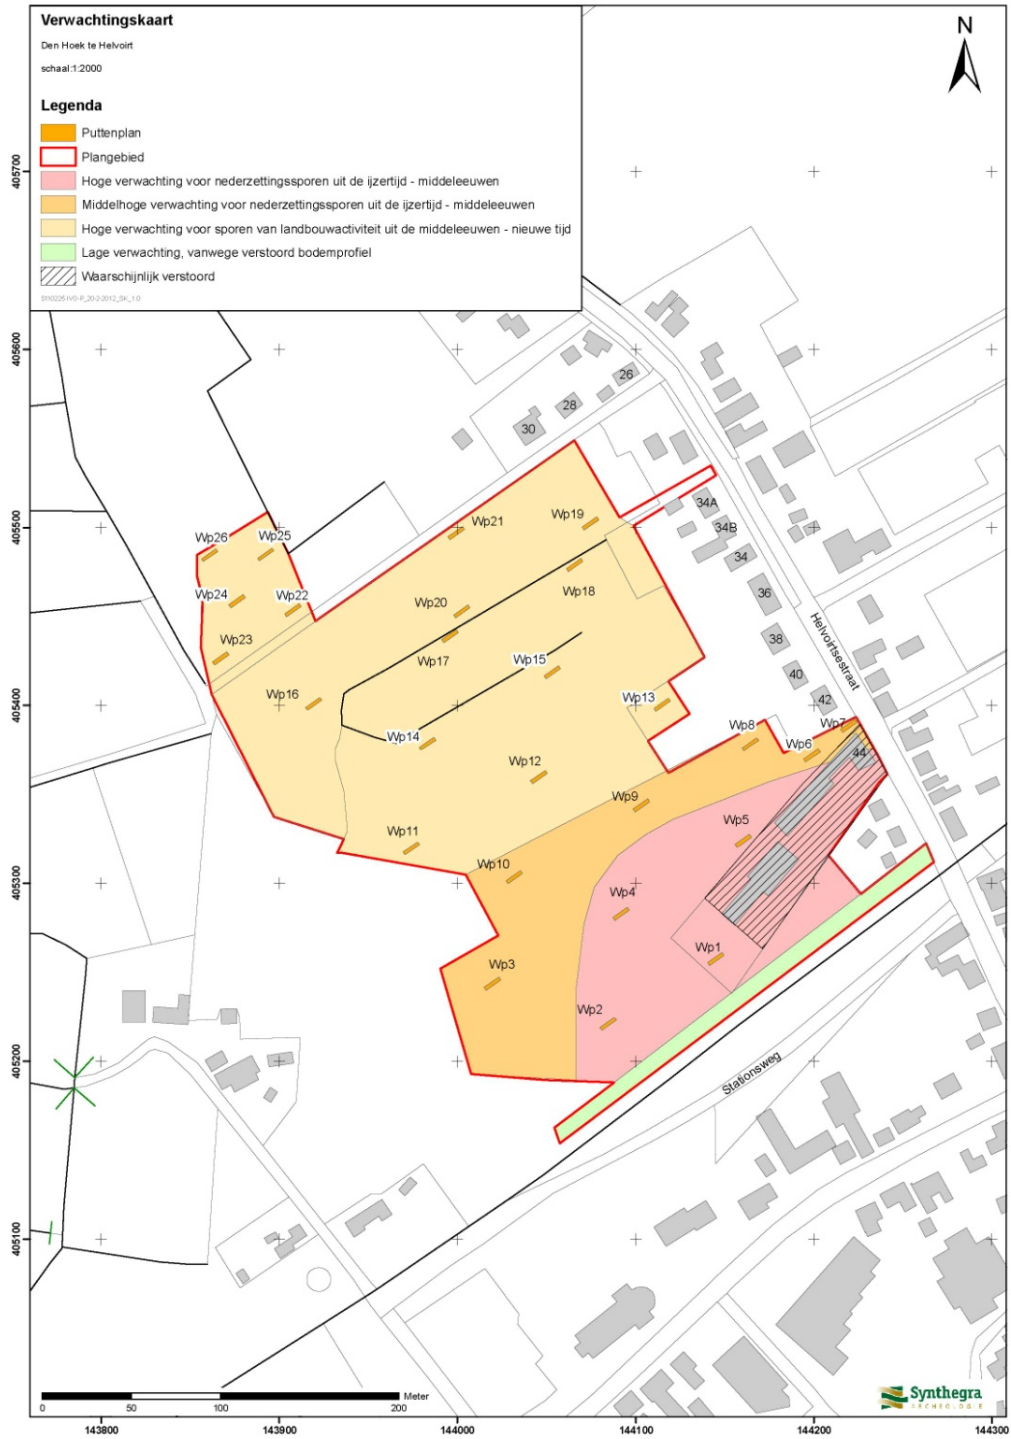 Verwachtingskaart
Den Hoek te Helvoirt
schaal:1:2000
Legenda
Puttenplan
Plangebied
Hoge verwachting voor nederzettingssporen uit de ijzertijd - middeleeuwen
Middelhoge verwachting voor nederzettingssporen uit de ijzertijd - middeleeuwen
Hoge verwachting voor sporen van landbouwactiviteit uit de middeleeuwen - nieuwe tijd
Lage verwachting, vanwege verstoord bodemprofiel
Waarschijnlijk verstoord
N
405700
405600
405500
405400
405300
405200
405100
26
28
30
34A
34B
34
36
38
40
42
44
Helvoirtsestraat
Stationsweg
Wp21
Wp19
Wp26
Wp25
Wp18
Wp24
Wp22
Wp20
Wp23
Wp17
Wp15
Wp16
Wp13
Wp14
Wp8
Wp7
Wp6
Wp12
Wp9
Wp5
Wp11
Wp10
Wp4
Wp1
Wp3
Wp2
0
50
100
200
Meter
Synthegra
ARCHEOLOGIE
143800
143900
144000
144100
144200
144300